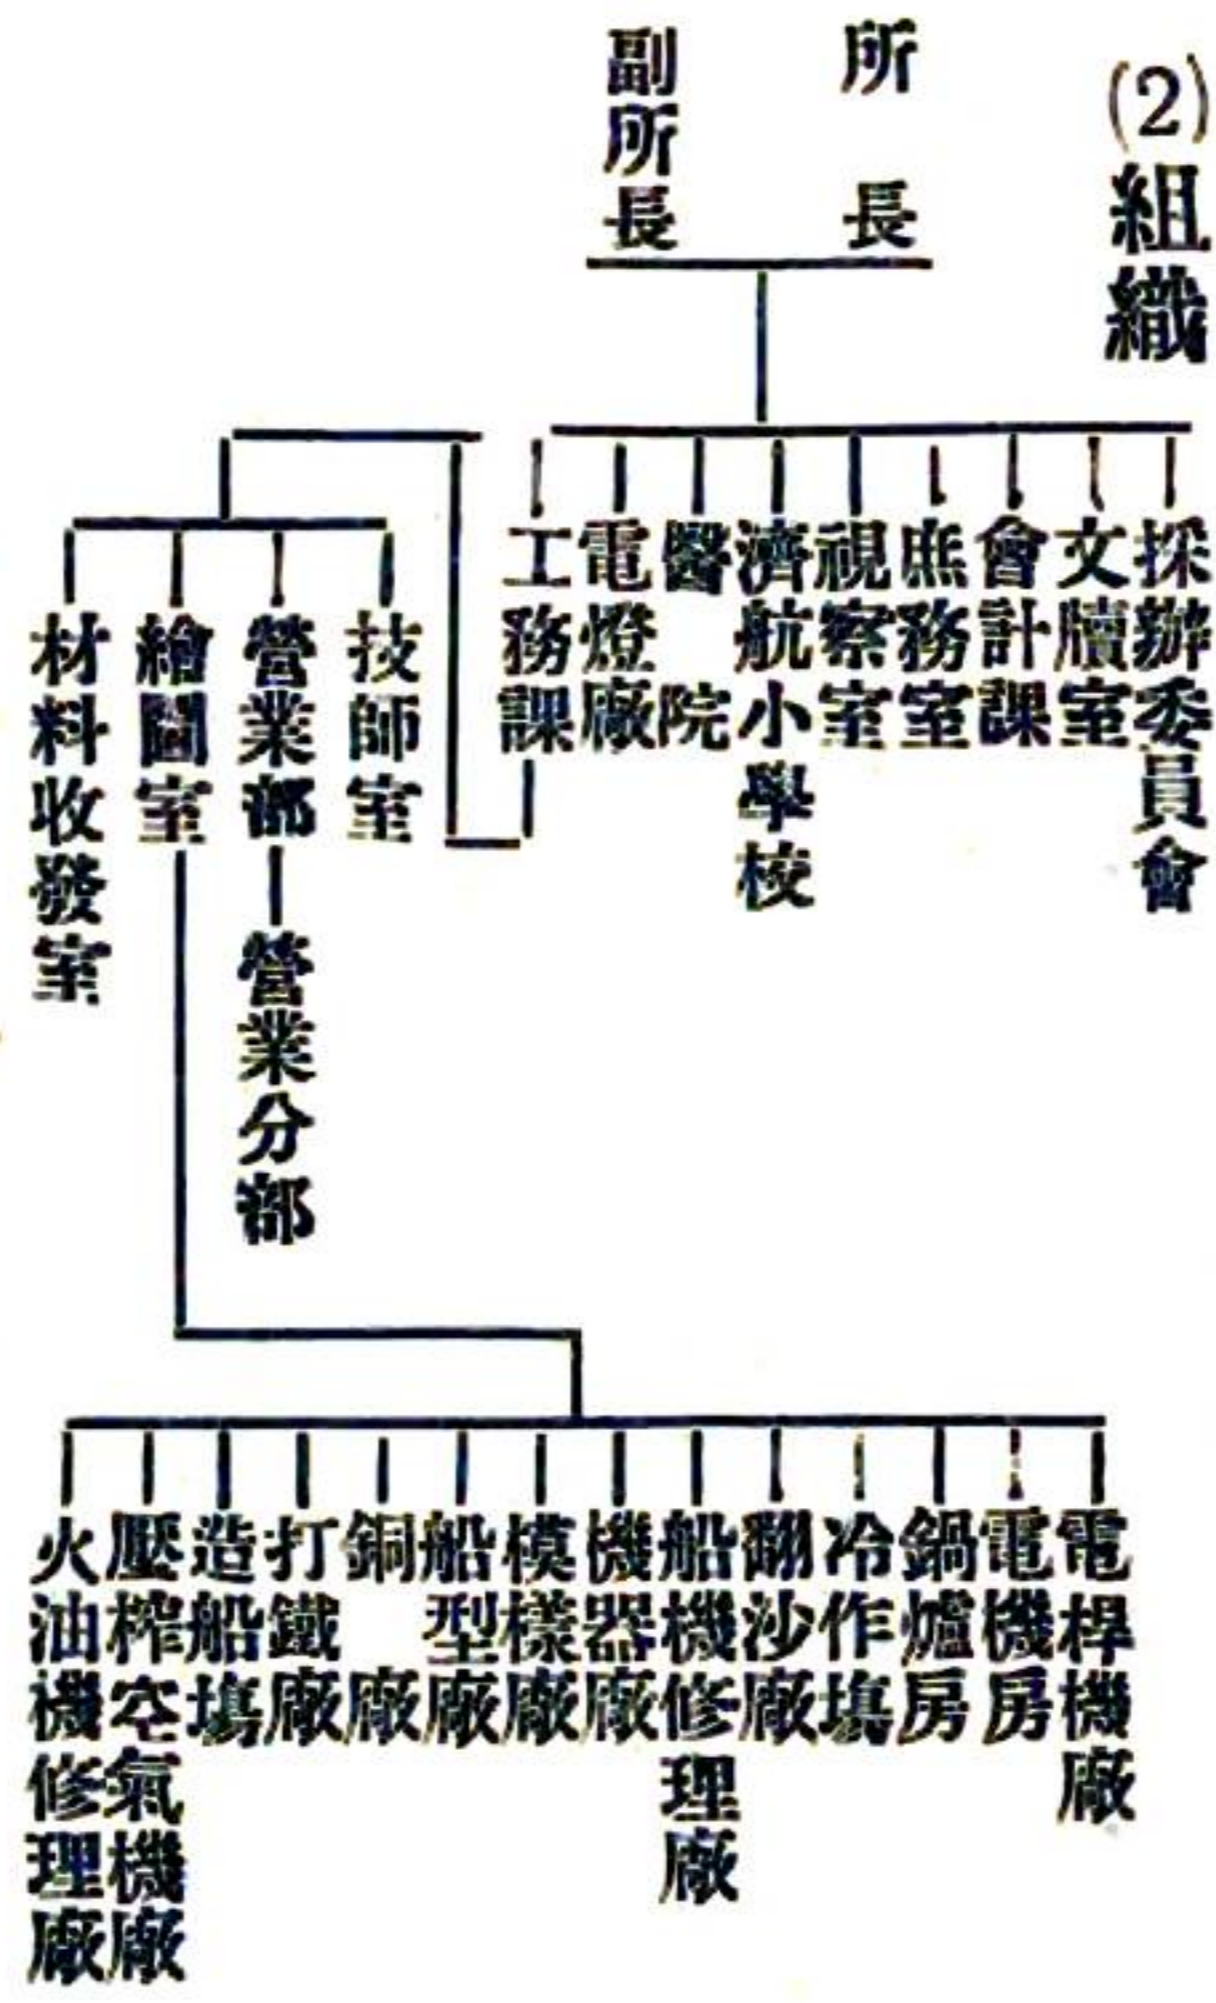 (2)組織
所長
副所長
採辦委員會
文牘室
會計課
庶務室
視察室
濟航小學校
醫院
電燈廠
工務課
技師室
營業部
營業分部
繪圖室
材料收發室
電桿機廠
電機房
鍋爐房
冷作塲
翻沙廠
船機修理廠
機器廠
模樣廠
船型廠
銅廠
打鐵廠
造船塲
壓榨空氣機廠
火油機修理廠